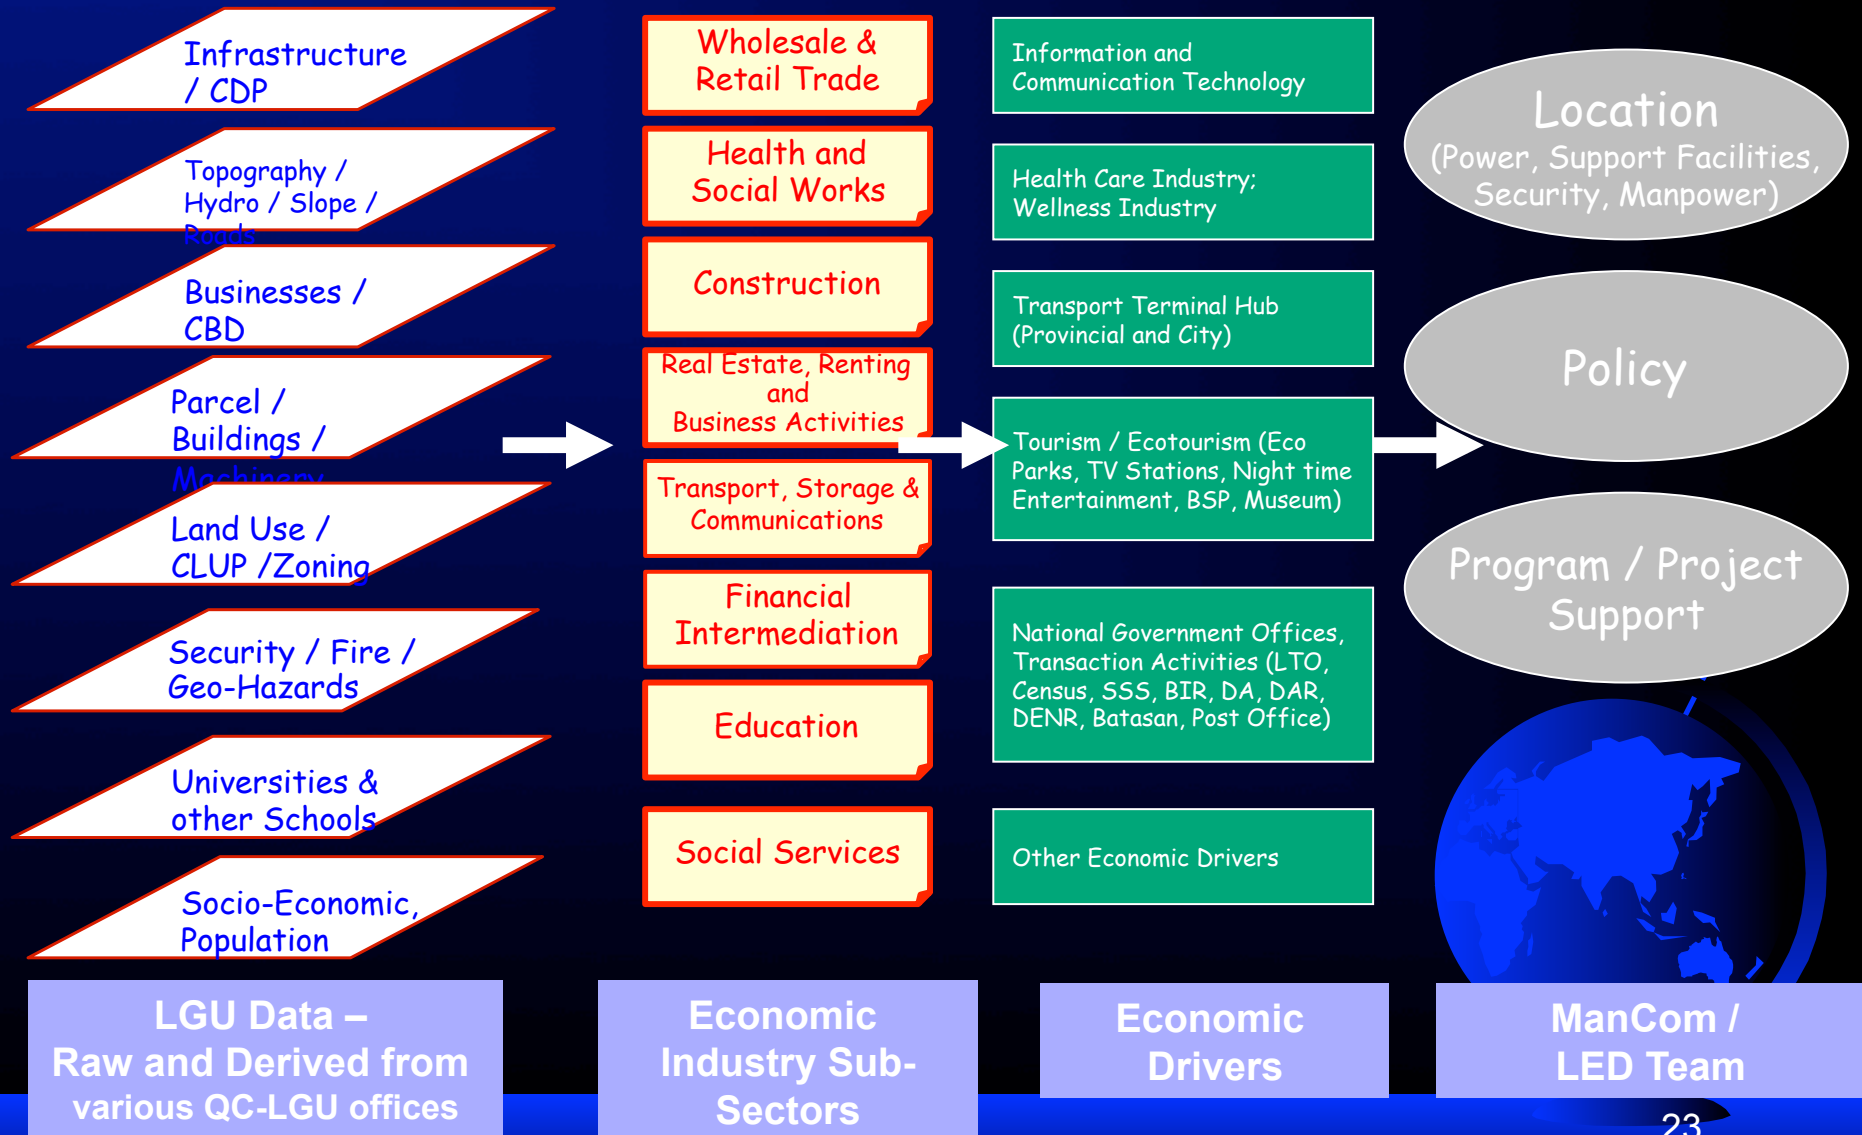 Infrastructure
/ CDP
Topography /
Hydro / Slope /
Roads
Businesses /
CBD
Parcel /
Buildings /
Machinery
Land Use /
CLUP /Zoning
Security / Fire /
Geo-Hazards
Universities &
other Schools
Socio-Economic,
Population
LGU Data –
Raw and Derived from
various QC-LGU offices
Wholesale &
Retail Trade
Health and
Social Works
Construction
Real Estate, Renting
and
Business Activities
Transport, Storage &
Communications
Financial
Intermediation
Education
Social Services
Economic
Industry Sub-
Sectors
Information and
Communication Technology
Health Care Industry;
Wellness Industry
Transport Terminal Hub
(Provincial and City)
Tourism / Ecotourism (Eco
Parks, TV Stations, Night time
Entertainment, BSP, Museum)
National Government Offices,
Transaction Activities (LTO,
Census, SSS, BIR, DA, DAR,
DENR, Batasan, Post Office)
Other Economic Drivers
Economic
Drivers
Location
(Power, Support Facilities,
Security, Manpower)
Policy
Program / Project
Support
ManCom /
LED Team
23